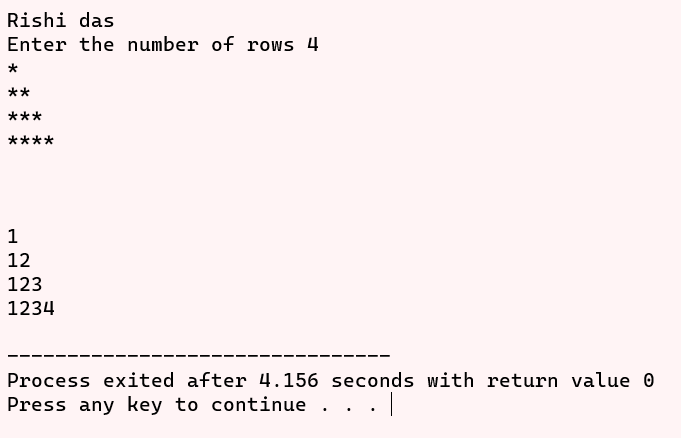 Rishi das
Enter the number of rows 4
*
**
***
****
1
12
123
1234
--------------------------------
Process exited after 4.156 seconds with return value 0
Press any key to continue . . .